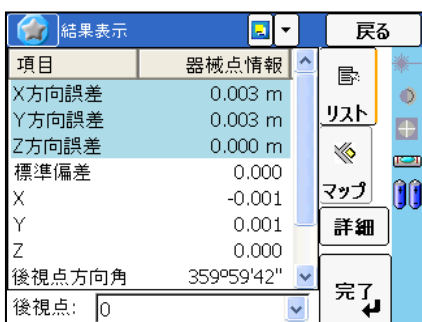 結果表示
戻る
項目 器械点情報
X方向誤差 0.003 m
Y方向誤差 0.003 m
Z方向誤差 0.000 m
標準偏差 0.000
X -0.001
Y 0.001
Z 0.000
後視点方向角 359º59'42"
後視点: 0
リスト
マップ
詳細
完了